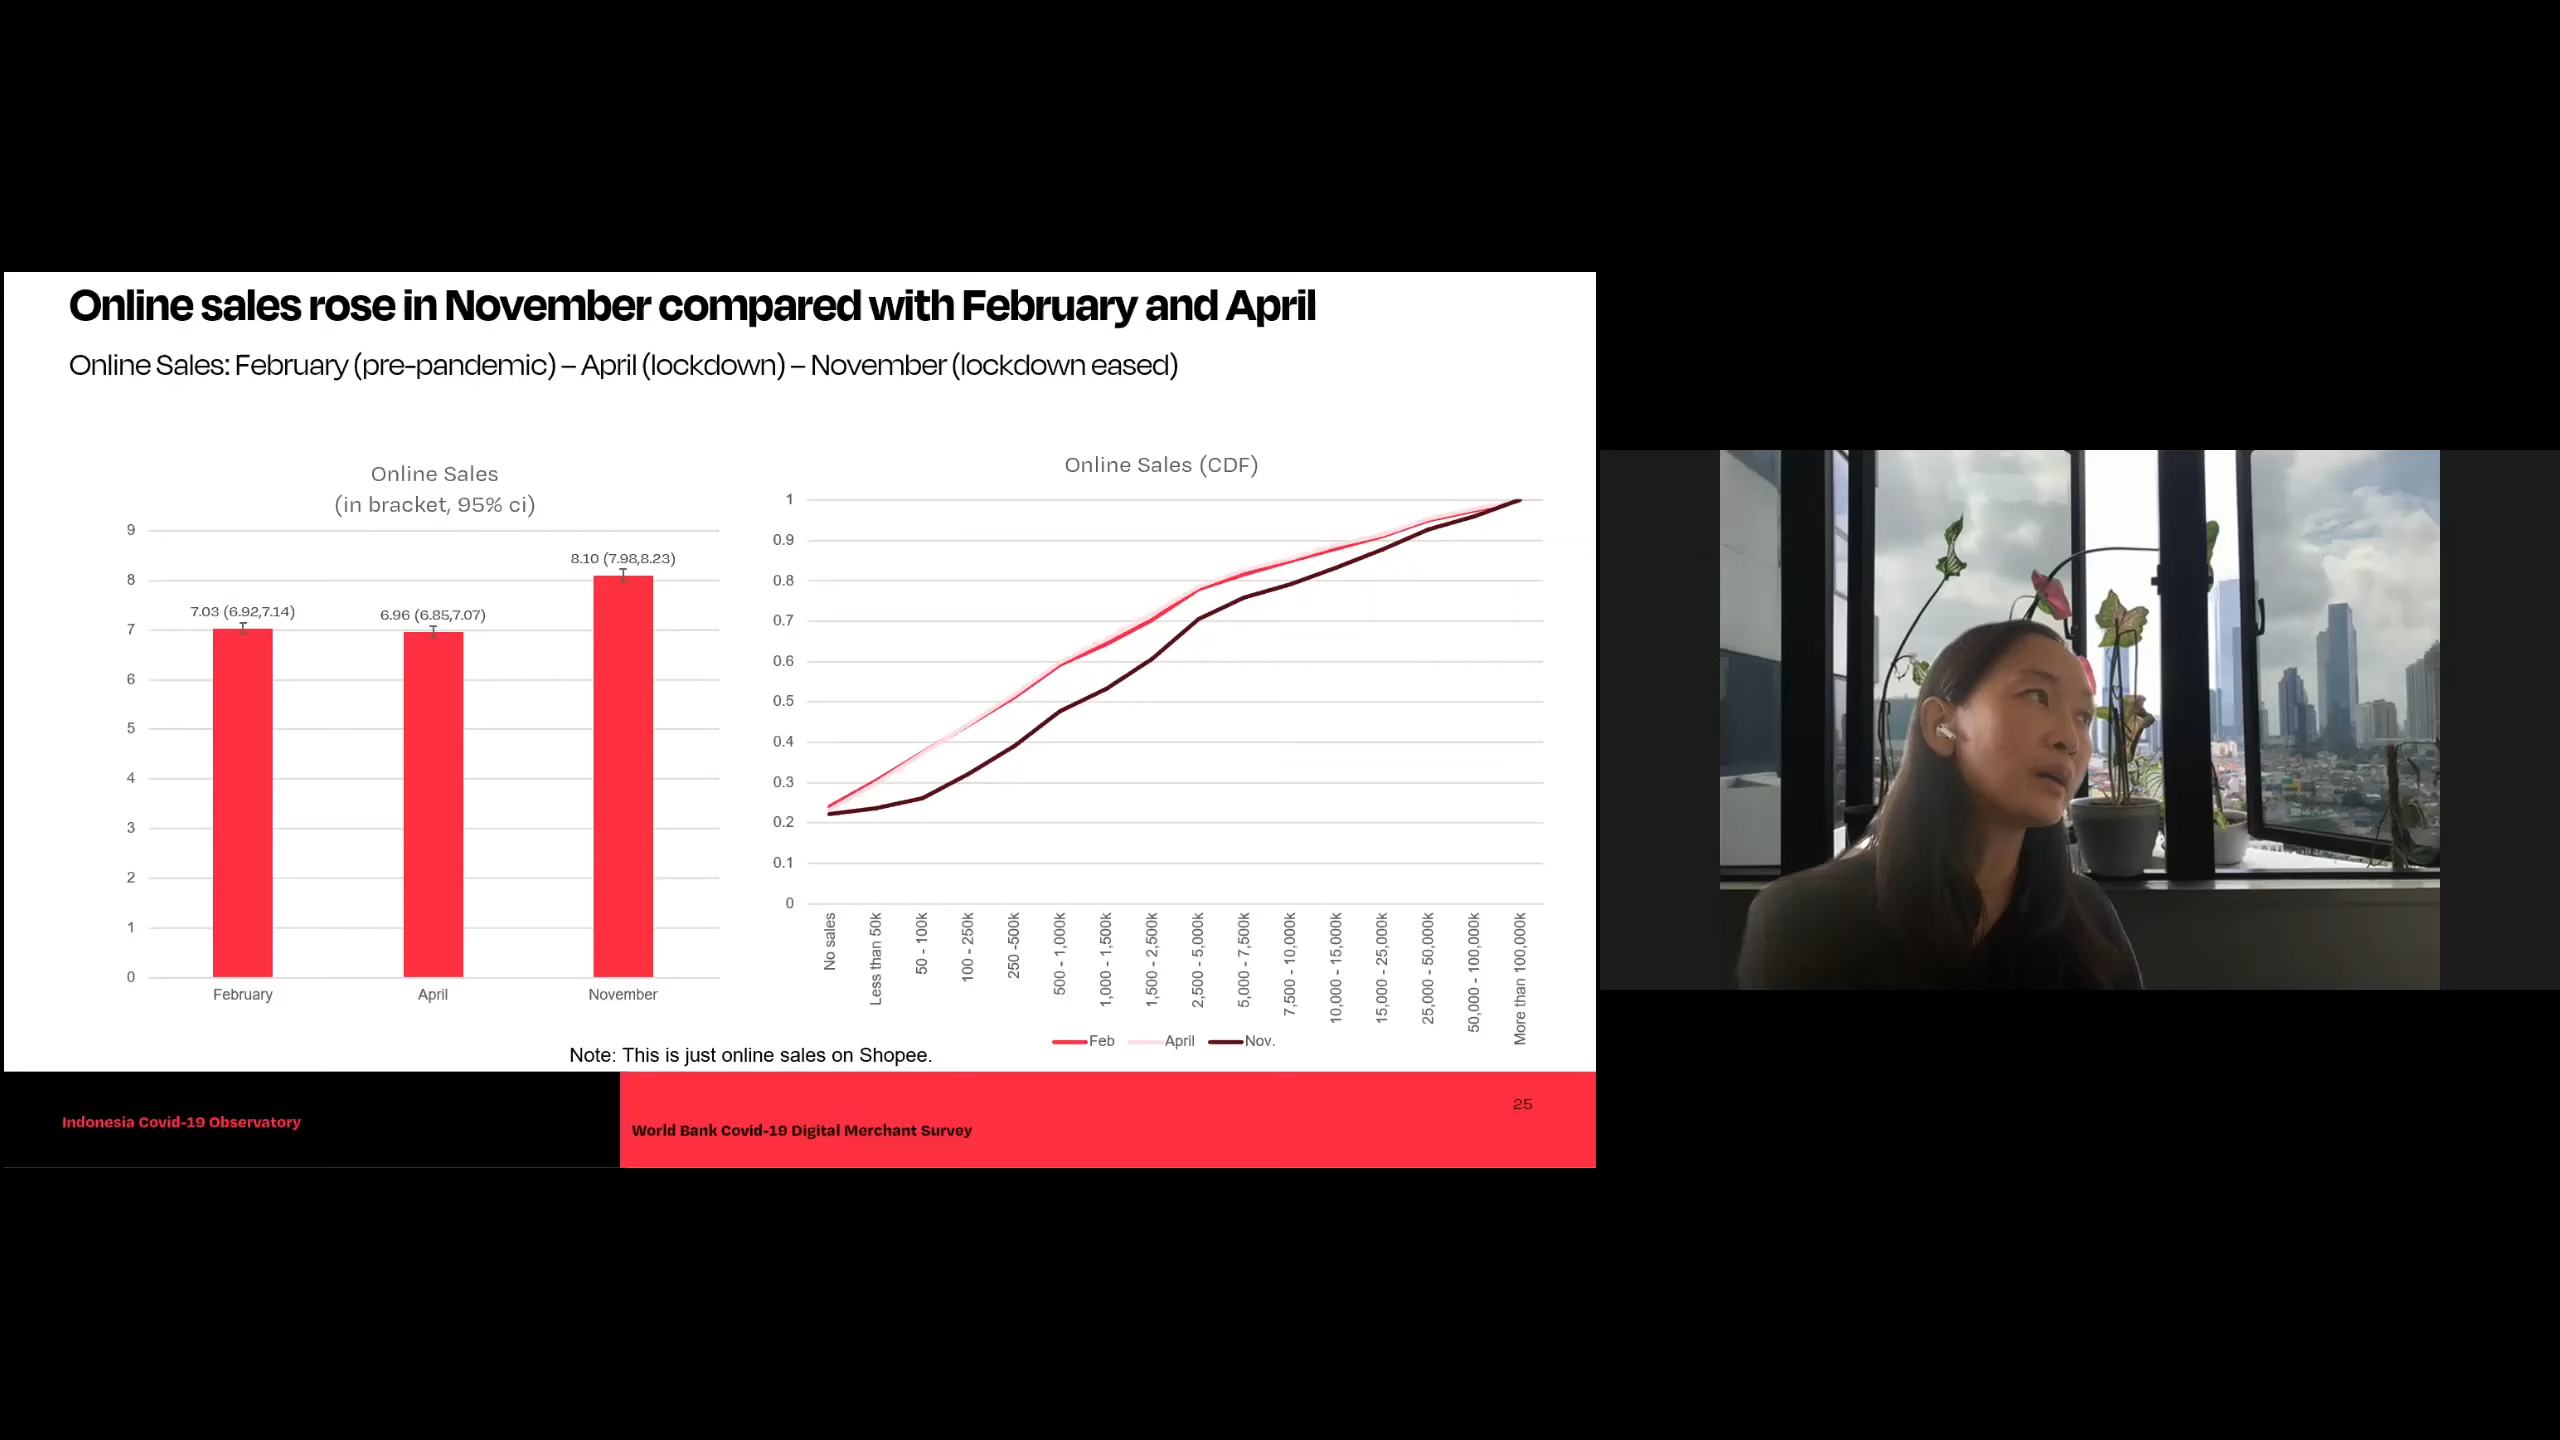 Online sales rose in November compared with February and April
Online Sales: February (pre-pandemic) – April (lockdown) – November (lockdown eased)
Online Sales
(in bracket, 95% ci)
9
8
7
6
5
4
3
2
1
0
7.03 (6.92,7.14)
6.96 (6.85,7.07)
8.10 (7.98,8.23)
February
April
November
Online Sales (CDF)
1
0.9
0.8
0.7
0.6
0.5
0.4
0.3
0.2
0.1
0
No sales
Less than 50k
50 - 100k
100 - 250k
250 -500k
500 - 1,000k
1,000 - 1,500k
1,500 - 2,500k
2,500 - 5,000k
5,000 - 7,500k
7,500 - 10,000k
10,000 - 15,000k
15,000 - 25,000k
25,000 - 50,000k
50,000 - 100,000k
More than 100,000k
Feb
April
Nov.
Note: This is just online sales on Shopee.
25
Indonesia Covid-19 Observatory
World Bank Covid-19 Digital Merchant Survey